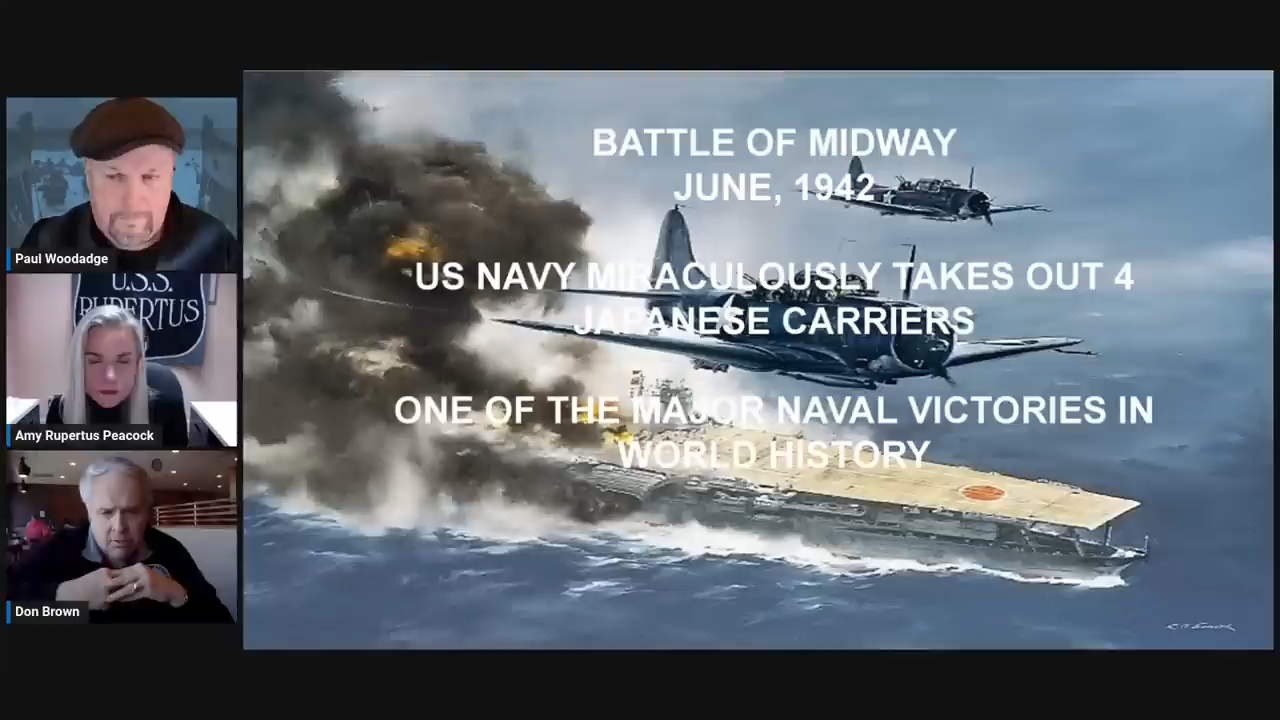 Paul Woodadge
U.S.S.
RUPERTUS
Amy Rupertus Peacock
Don Brown
BATTLE OF MIDWAY
JUNE, 1942
US NAVY MIRACULOUSLY TAKES OUT 4
JAPANESE CARRIERS
ONE OF THE MAJOR NAVAL VICTORIES IN
WORLD HISTORY